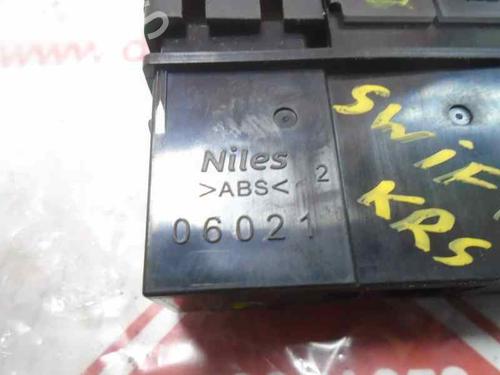 Niles
>ABS<
2
06021
SWIF
KRS